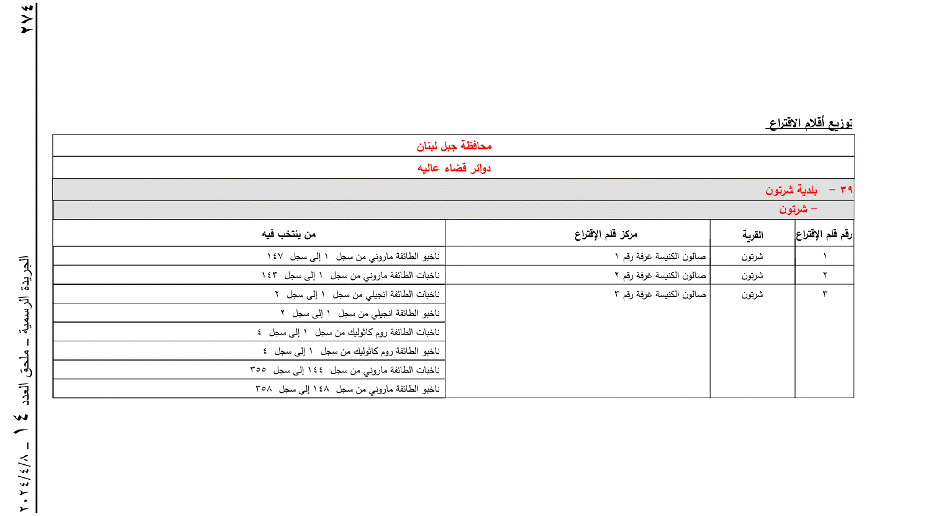 ٢٧٤
الجريدة الرسمية – ملحق العدد ١٤ – ٢٠٢٤/٤/٨
توزيع أقلام الاقتراع
محافظة جبل لبنان
دوائر قضاء عاليه
٣٩ - بلدية شرتون
- شرتون
رقم قلم الإقتراع القرية مركز قلم الإقتراع من ينتخب فيه
١ شرتون صالون الكنيسة غرفة رقم ١ ناخبو الطائفة ماروني من سجل ١ إلى سجل ١٤٧
٢ شرتون صالون الكنيسة غرفة رقم ٢ ناخبات الطائفة ماروني من سجل ١ إلى سجل ١٤٣
٣ شرتون صالون الكنيسة غرفة رقم ٣ ناخبات الطائفة انجيلي من سجل ١ إلى سجل ٢
ناخبو الطائفة انجيلي من سجل ١ إلى سجل ٢
ناخبات الطائفة روم كاثوليك من سجل ١ إلى سجل ٤
ناخبو الطائفة روم كاثوليك من سجل ١ إلى سجل ٤
ناخبات الطائفة ماروني من سجل ١٤٤ إلى سجل ٣٥٥
ناخبو الطائفة ماروني من سجل ١٤٨ إلى سجل ٣٥٨